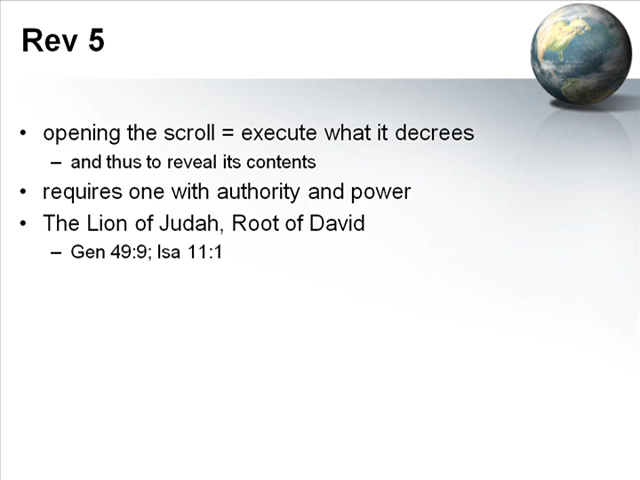 Rev 5
• opening the scroll = execute what it decrees
– and thus to reveal its contents
• requires one with authority and power
• The Lion of Judah, Root of David
– Gen 49:9; Isa 11:1